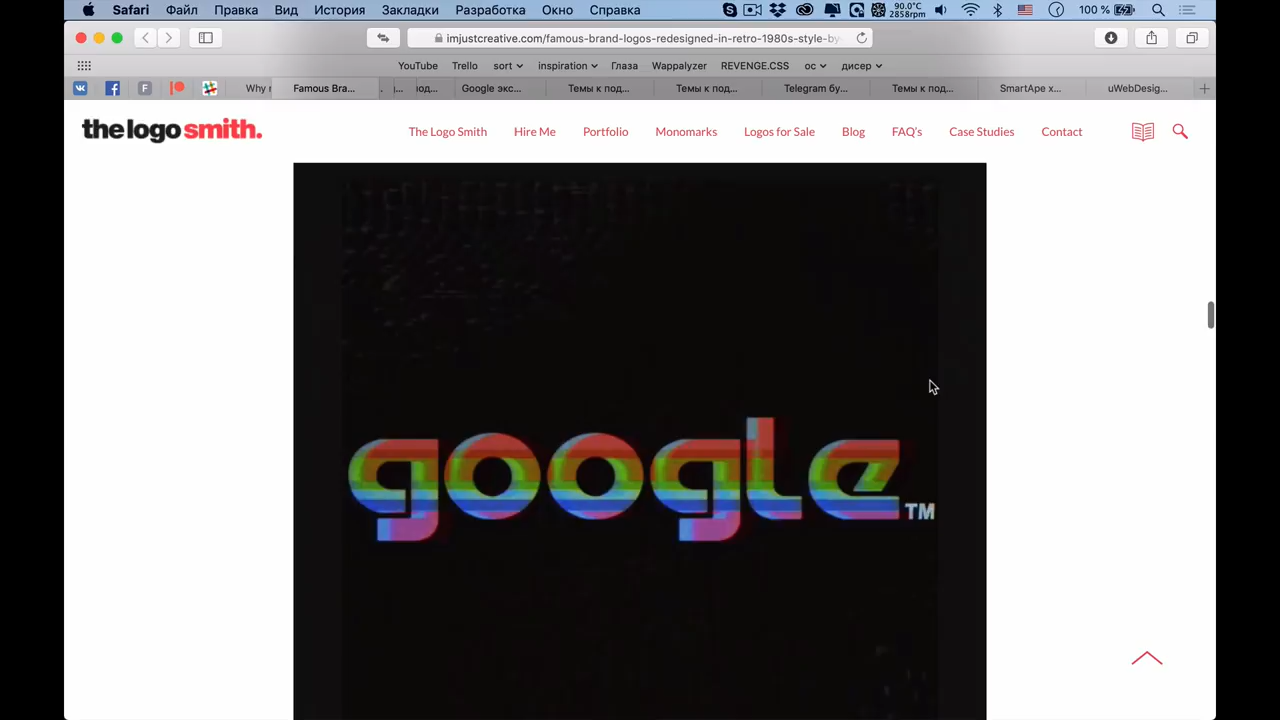 Safari Файл Правка Вид История Закладки Разработка Окно Справка 90.0°C 2858rpm 100 %
imjustcreative.com/famous-brand-logos-redesigned-in-retro-1980s-style-by-
YouTube Trello sort inspiration Глаза Wappalyzer REVENGE.CSS ос дисер
F Why Famous Bra... Google экс... Темы к под... Темы к под... Telegram бу... Темы к под... SmartApe х... uWebDesig...
the logo smith. The Logo Smith Hire Me Portfolio Monomarks Logos for Sale Blog FAQ's Case Studies Contact
google TM